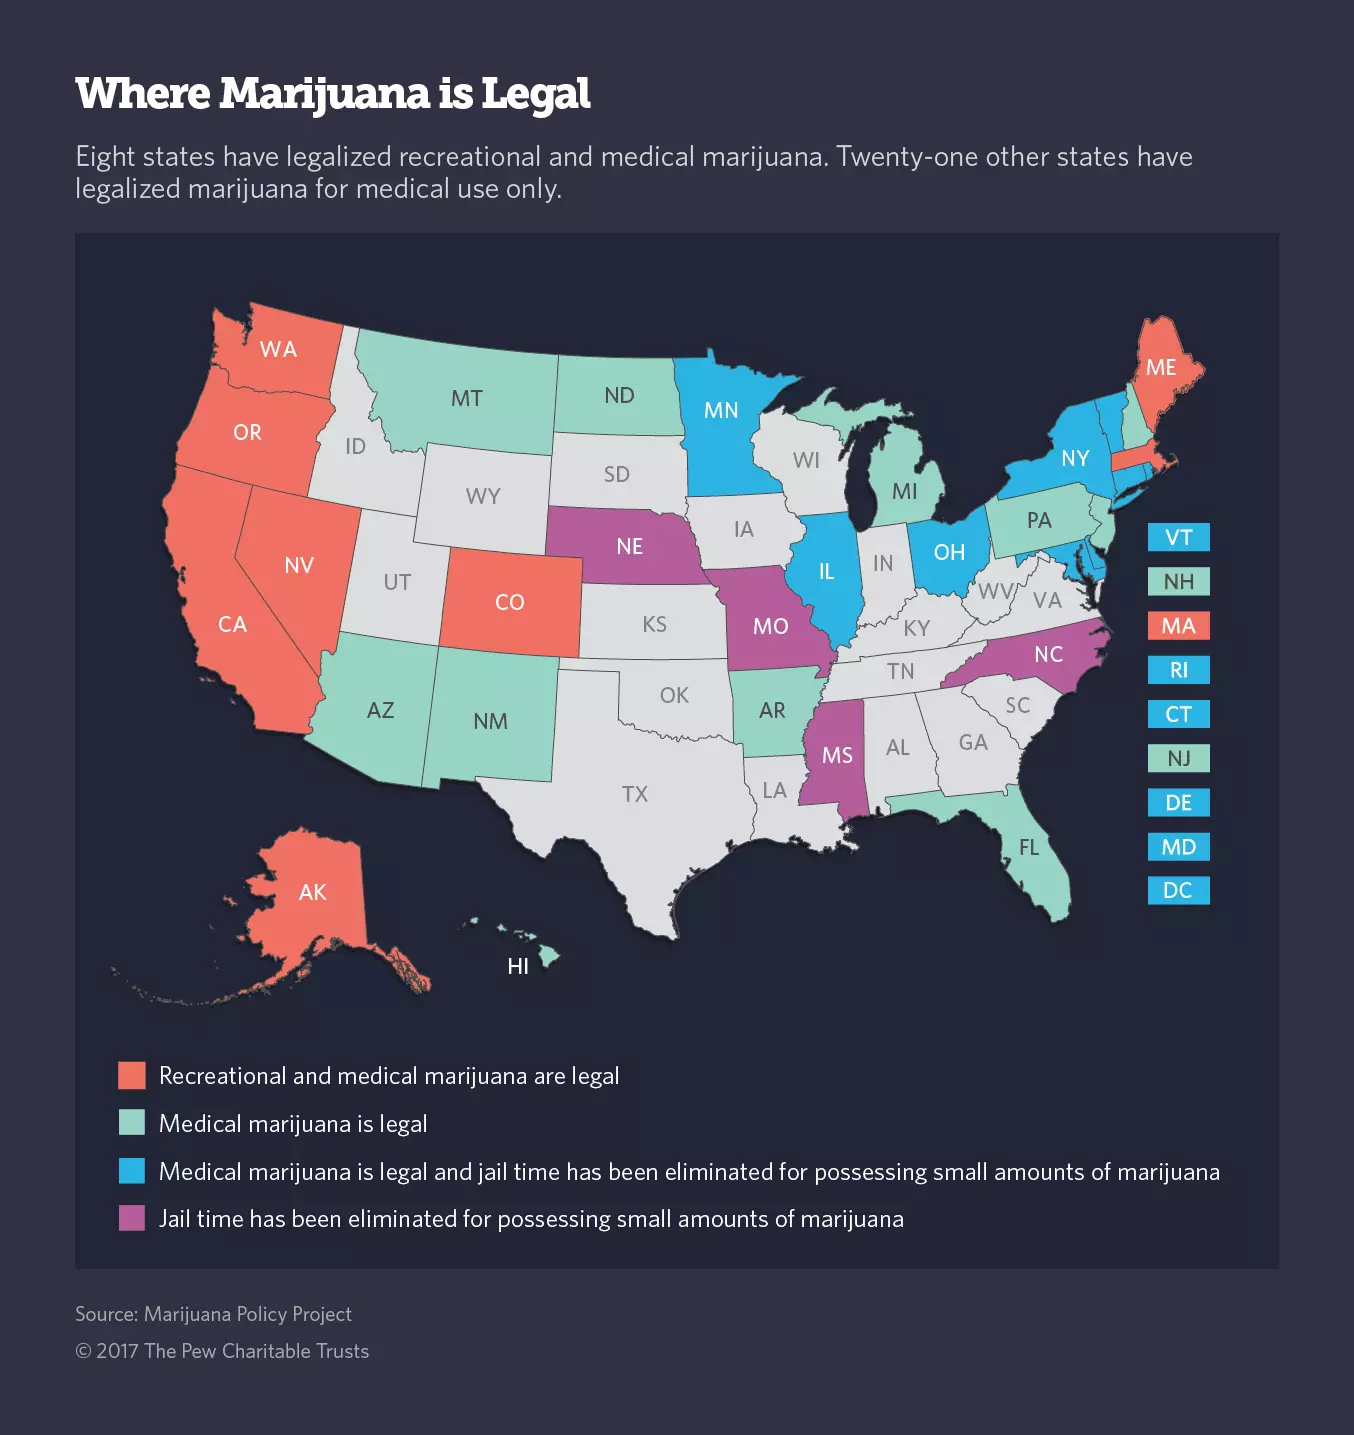 Where Marijuana is Legal
Eight states have legalized recreational and medical marijuana. Twenty-one other states have
legalized marijuana for medical use only.
WA
OR
CA
NV
ID
MT
WY
UT
CO
AZ
NM
ND
SD
NE
KS
OK
TX
MN
IA
MO
AR
LA
WI
IL
MS
MI
IN
OH
KY
TN
AL
GA
FL
SC
NC
VA
WV
PA
NY
ME
AK
HI
VT
NH
MA
RI
CT
NJ
DE
MD
DC
Recreational and medical marijuana are legal
Medical marijuana is legal
Medical marijuana is legal and jail time has been eliminated for possessing small amounts of marijuana
Jail time has been eliminated for possessing small amounts of marijuana
Source: Marijuana Policy Project
© 2017 The Pew Charitable Trusts